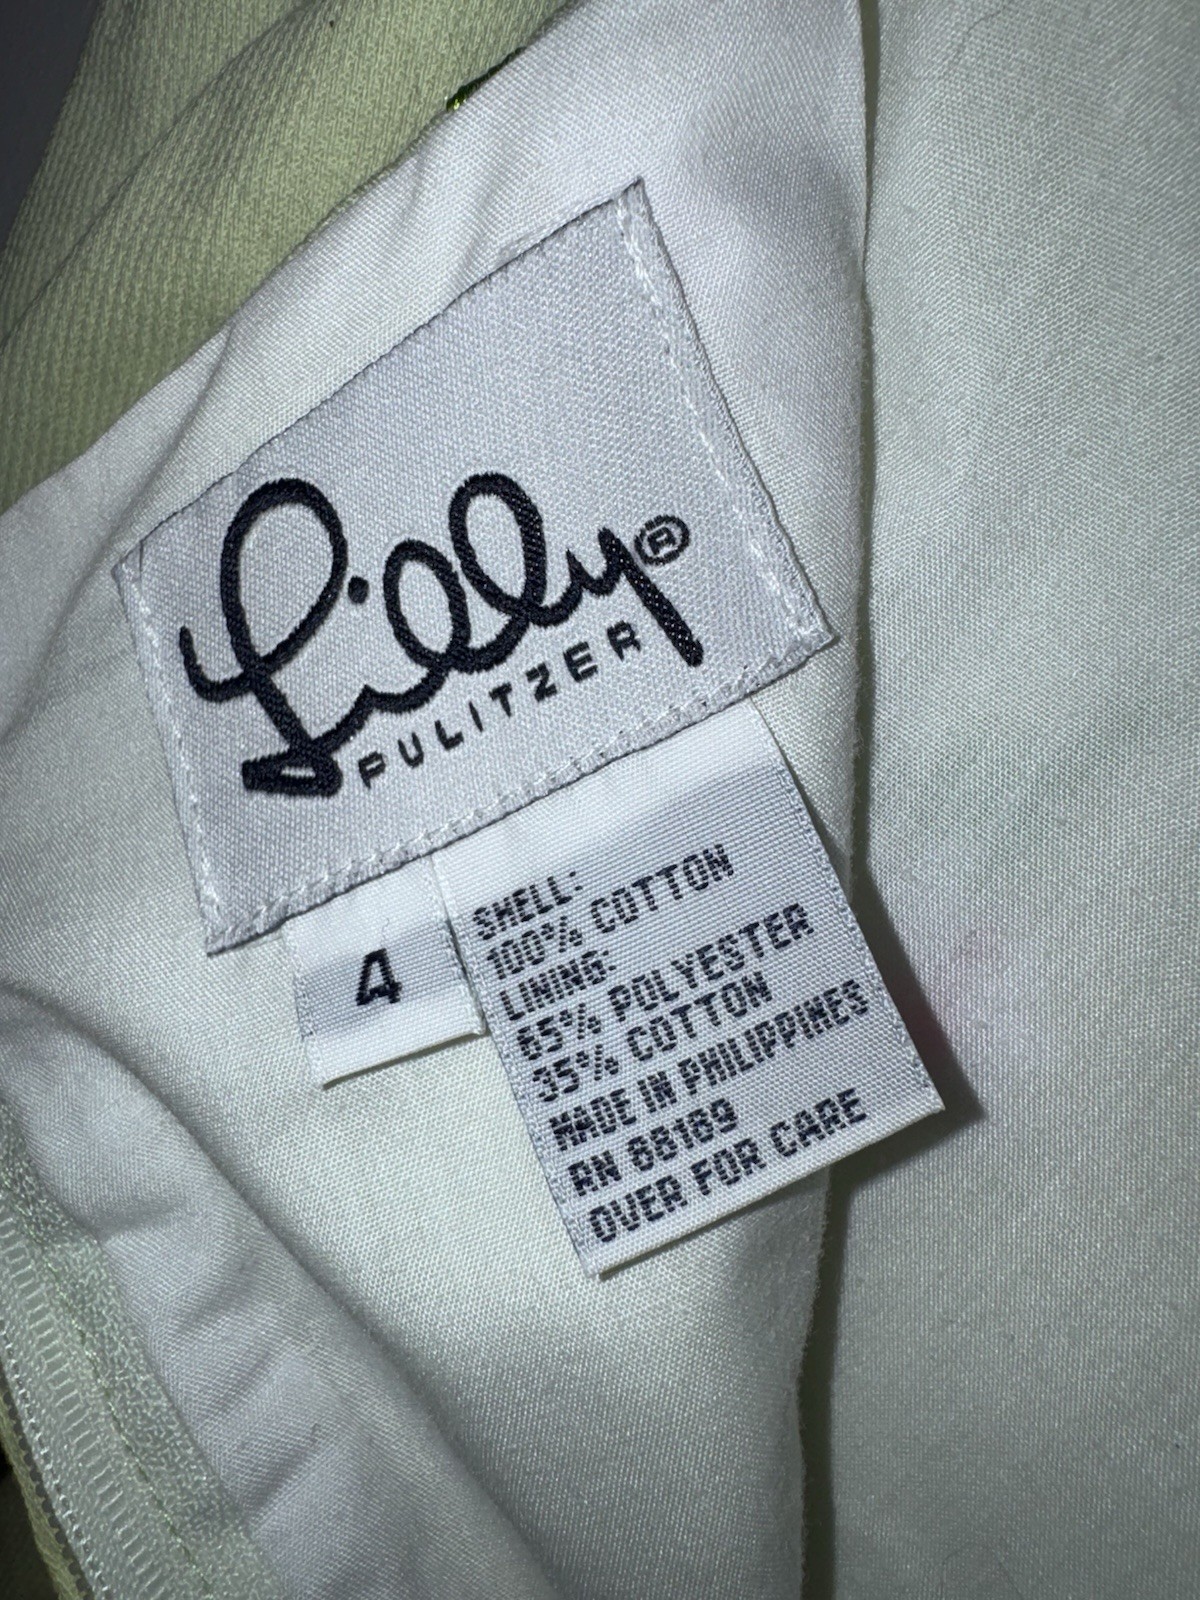 Lilly®
PULITZER
4
SHELL:
100% COTTON
LINING:
65% POLYESTER
35% COTTON
MADE IN PHILIPPINES
RN 88189
OVER FOR CARE